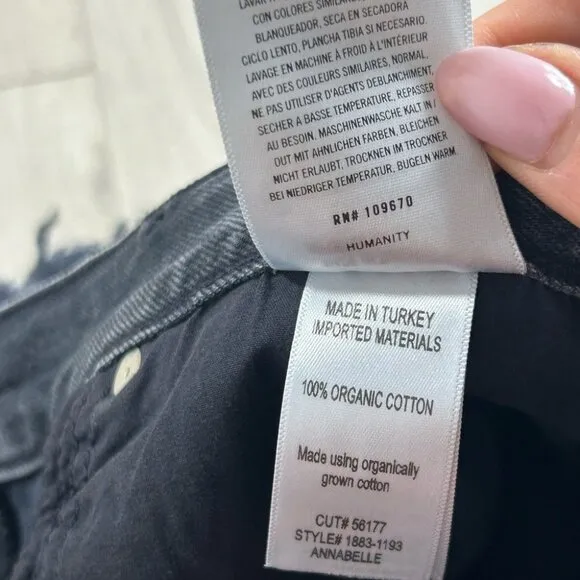 LAVAR
CON COLORES SIMILARES,
BLANQUEADOR, SECA EN SECADORA
CICLO LENTO, PLANCHA TIBIA SI NECESARIO.
LAVAGE EN MACHINE À FROID À L'INTÉRIEUR
AVEC DES COULEURS SIMILAIRES, NORMAL,
NE PAS UTILISER D'AGENTS DEBLANCHIMENT,
SECHER A BASSE TEMPERATURE, REPASSER
AU BESOIN. MASCHINENWASCHE KALT IN
OUT MIT AHNLICHEN FARBEN, BLEICHEN
NICHT ERLAUBT, TROCKNEN IM TROCKNER
BEI NIEDRIGER TEMPERATUR, BUGELN WARM.
RN# 109670
HUMANITY
MADE IN TURKEY
IMPORTED MATERIALS
100% ORGANIC COTTON
Made using organically
grown cotton
CUT# 56177
STYLE# 1883-1193
ANNABELLE